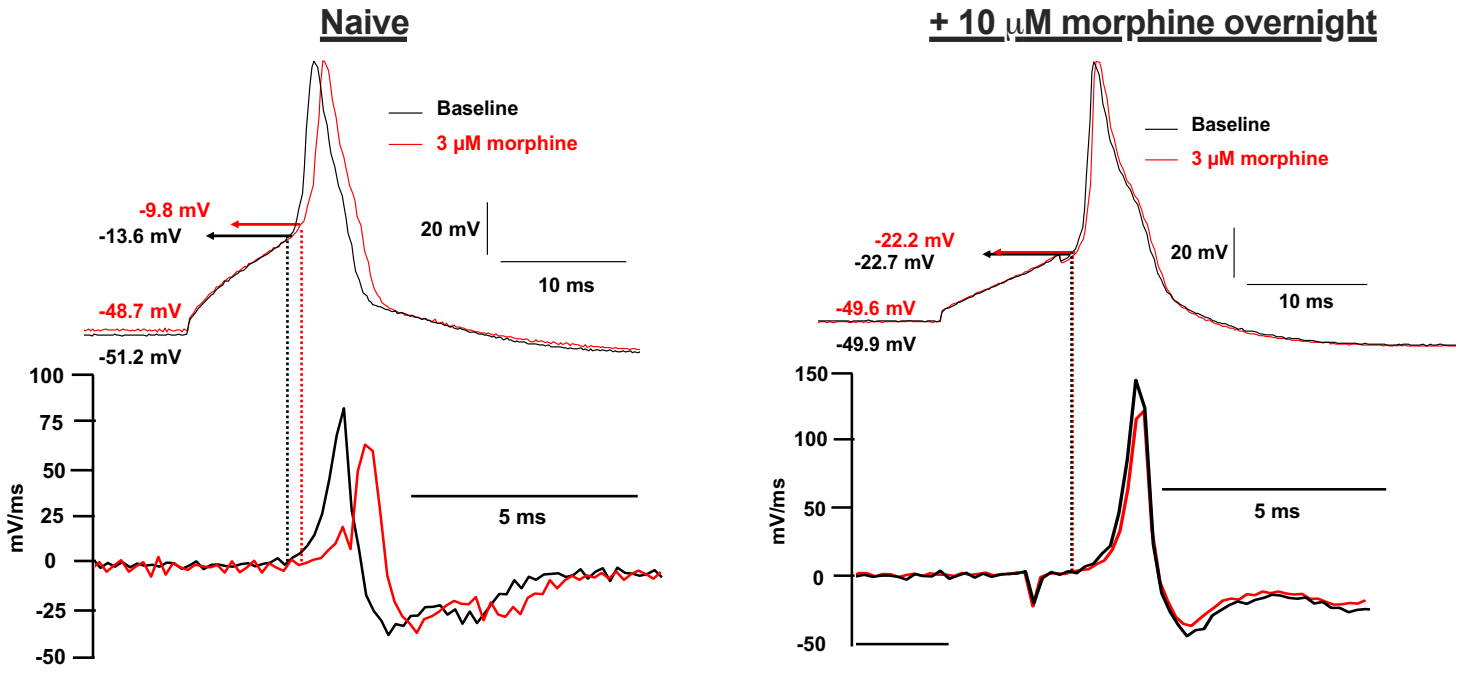 Naive
Baseline
3 µM morphine
-9.8 mV
-13.6 mV
20 mV
10 ms
-48.7 mV
-51.2 mV
100
75
50
25
0
-25
-50
mV/ms
5 ms
+ 10 µM morphine overnight
Baseline
3 µM morphine
-22.2 mV
-22.7 mV
20 mV
10 ms
-49.6 mV
-49.9 mV
150
100
50
0
-50
mV/ms
5 ms